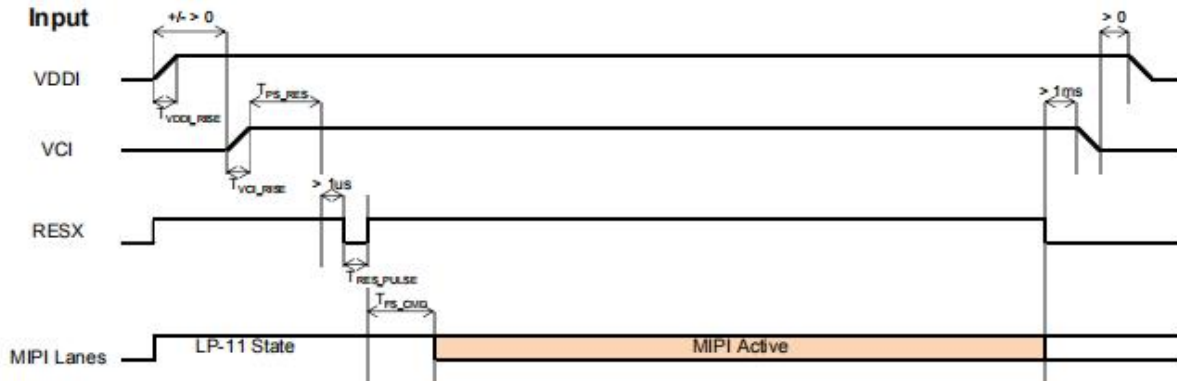 Input
+/- > 0
> 0
VDDI
TVDDI_RISE
TPS_RES
> 1ms
VCI
TVCI_RISE
> 1us
RESX
TRES_PULSE
TFS_CMD
MIPI Lanes
LP-11 State
MIPI Active